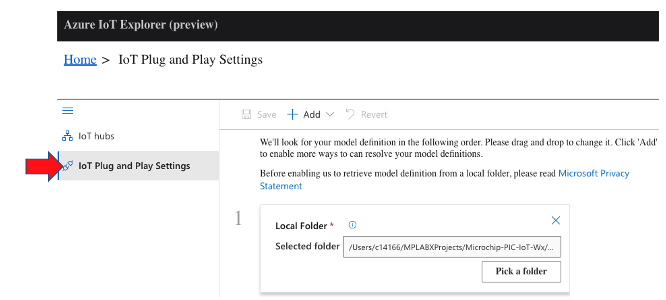 Azure IoT Explorer (preview)
Home > IoT Plug and Play Settings
Save Add Revert
IoT hubs
IoT Plug and Play Settings
We'll look for your model definition in the following order. Please drag and drop to change it. Click 'Add'
to enable more ways to can resolve your model definitions.
Before enabling us to retrieve model definition from a local folder, please read Microsoft Privacy
Statement
1
Local Folder *
Selected folder /Users/c14166/MPLABXProjects/Microchip-PIC-IoT-Wx/...
Pick a folder